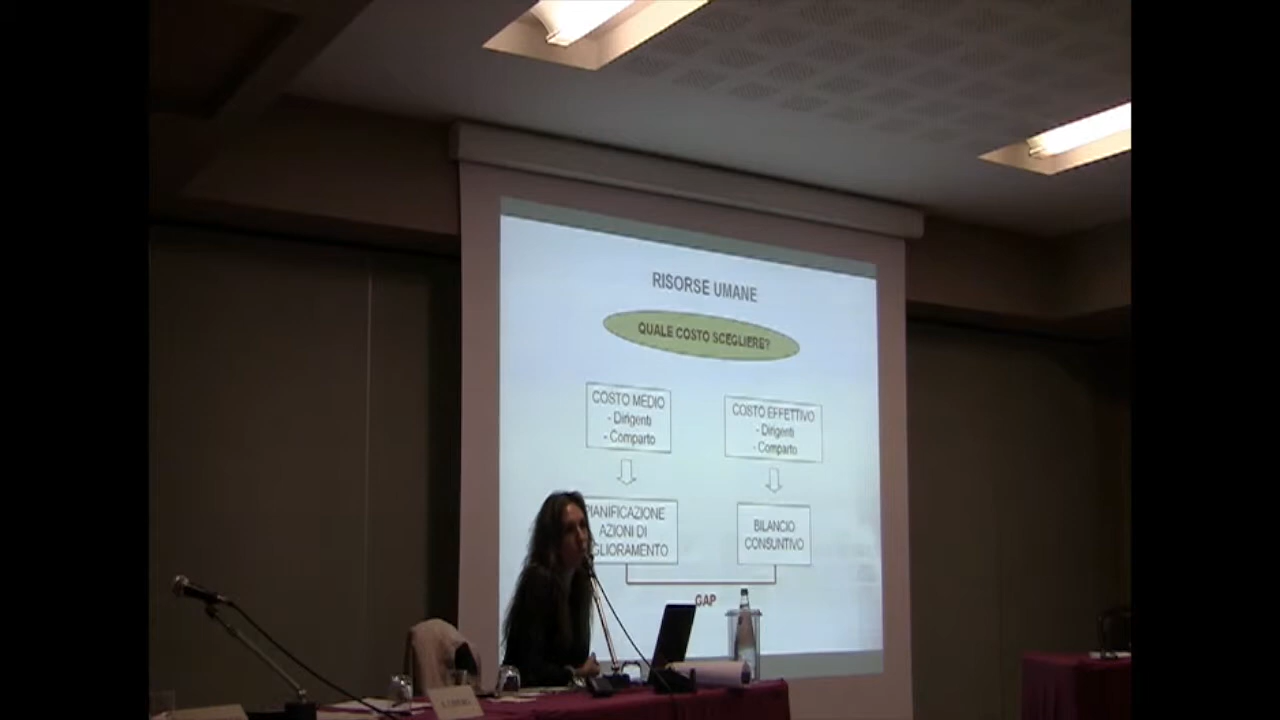 RISORSE UMANE
QUALE COSTO SCEGLIERE?
COSTO MEDIO
- Dirigenti
- Comparto
COSTO EFFETTIVO
- Dirigenti
- Comparto
PIANIFICAZIONE
AZIONI DI
GLIORAMENTO
BILANCIO
CONSUNTIVO
GAP